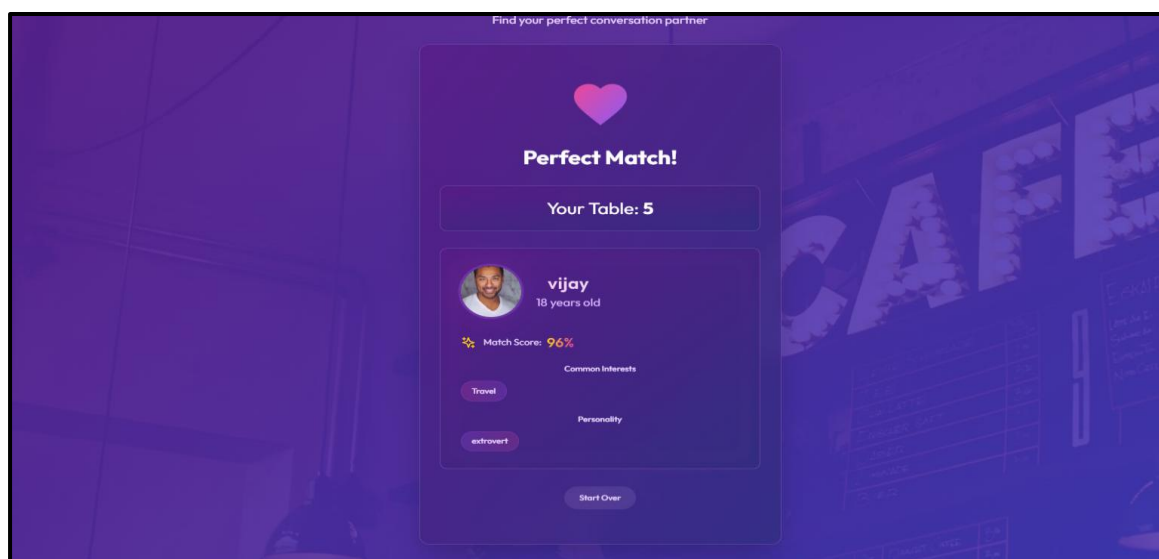 Find your perfect conversation partner
Perfect Match!
Your Table: 5
vijay
18 years old
Match Score: 96%
Common Interests
Travel
Personality
extrovert
Start Over
CAFE